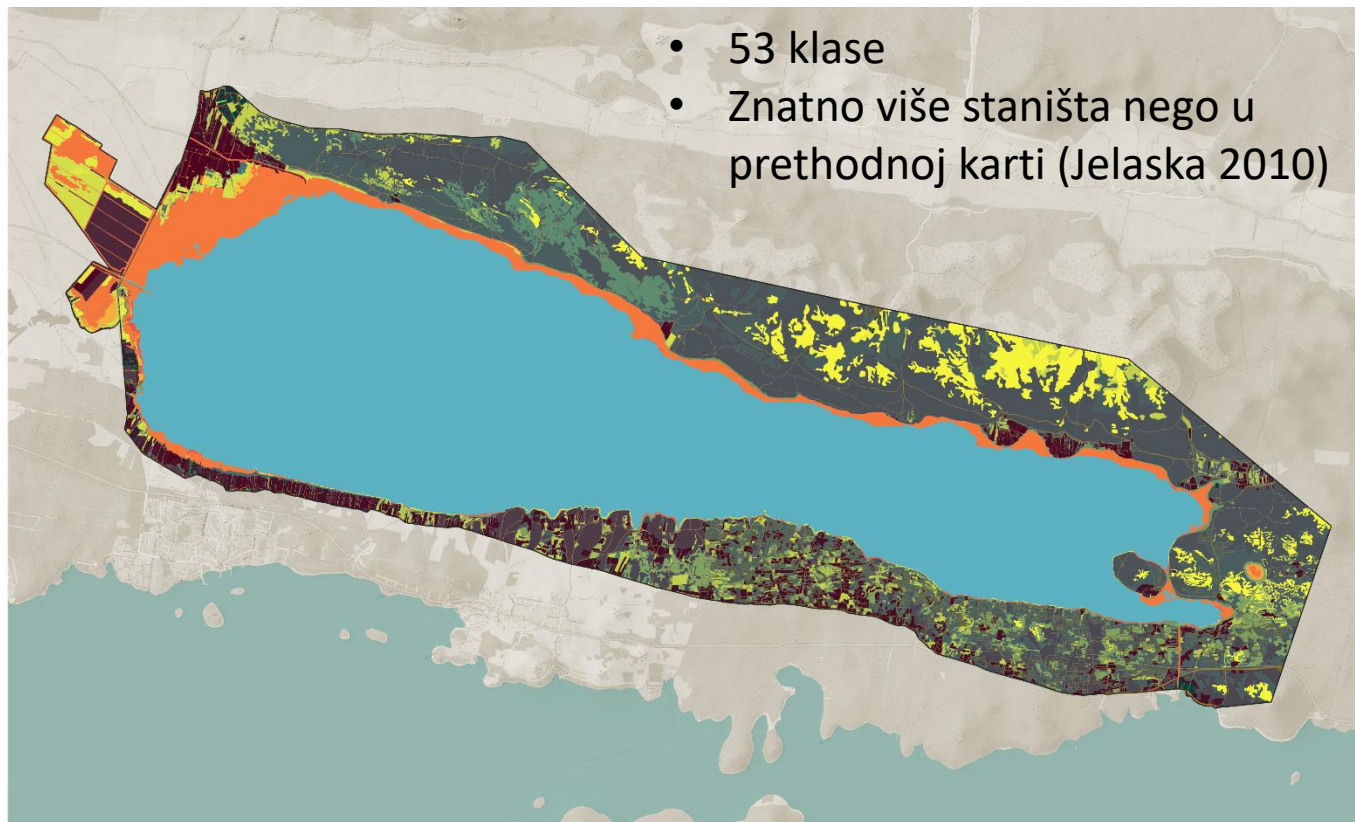 • 53 klase
• Znatno više staništa nego u
prethodnoj karti (Jelaska 2010)